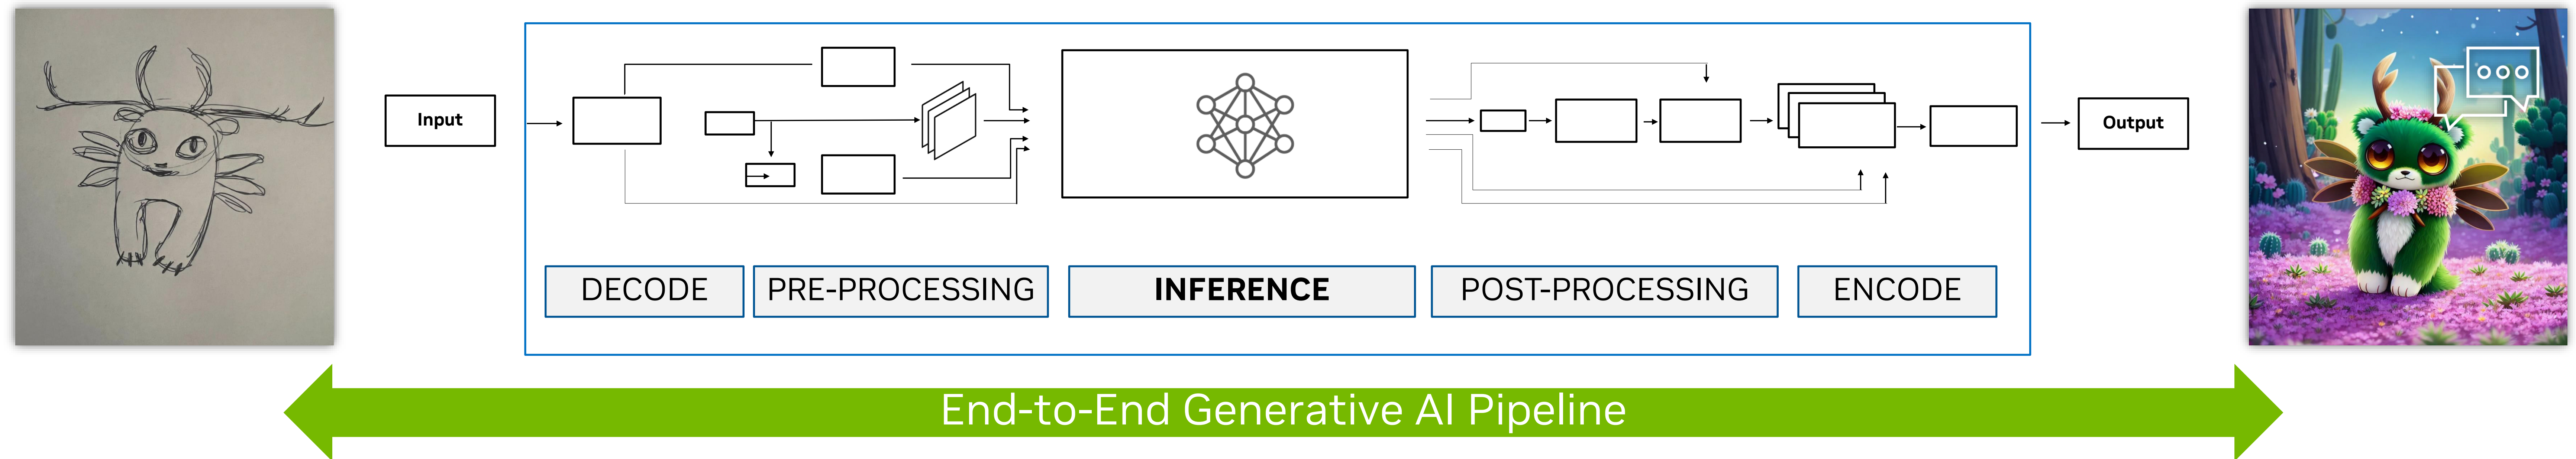 Input
Output
DECODE
PRE-PROCESSING
INFERENCE
POST-PROCESSING
ENCODE
End-to-End Generative AI Pipeline